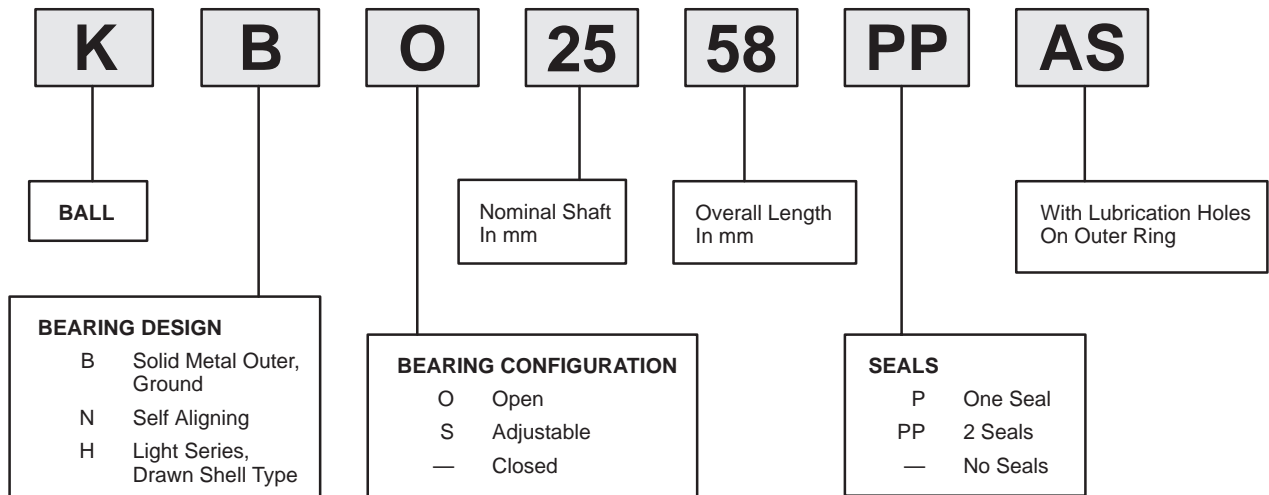 K B O 25 58 PP AS
BALL
Nominal Shaft
In mm
Overall Length
In mm
With Lubrication Holes
On Outer Ring
BEARING DESIGN
B Solid Metal Outer,
Ground
N Self Aligning
H Light Series,
Drawn Shell Type
BEARING CONFIGURATION
O Open
S Adjustable
— Closed
SEALS
P One Seal
PP 2 Seals
— No Seals